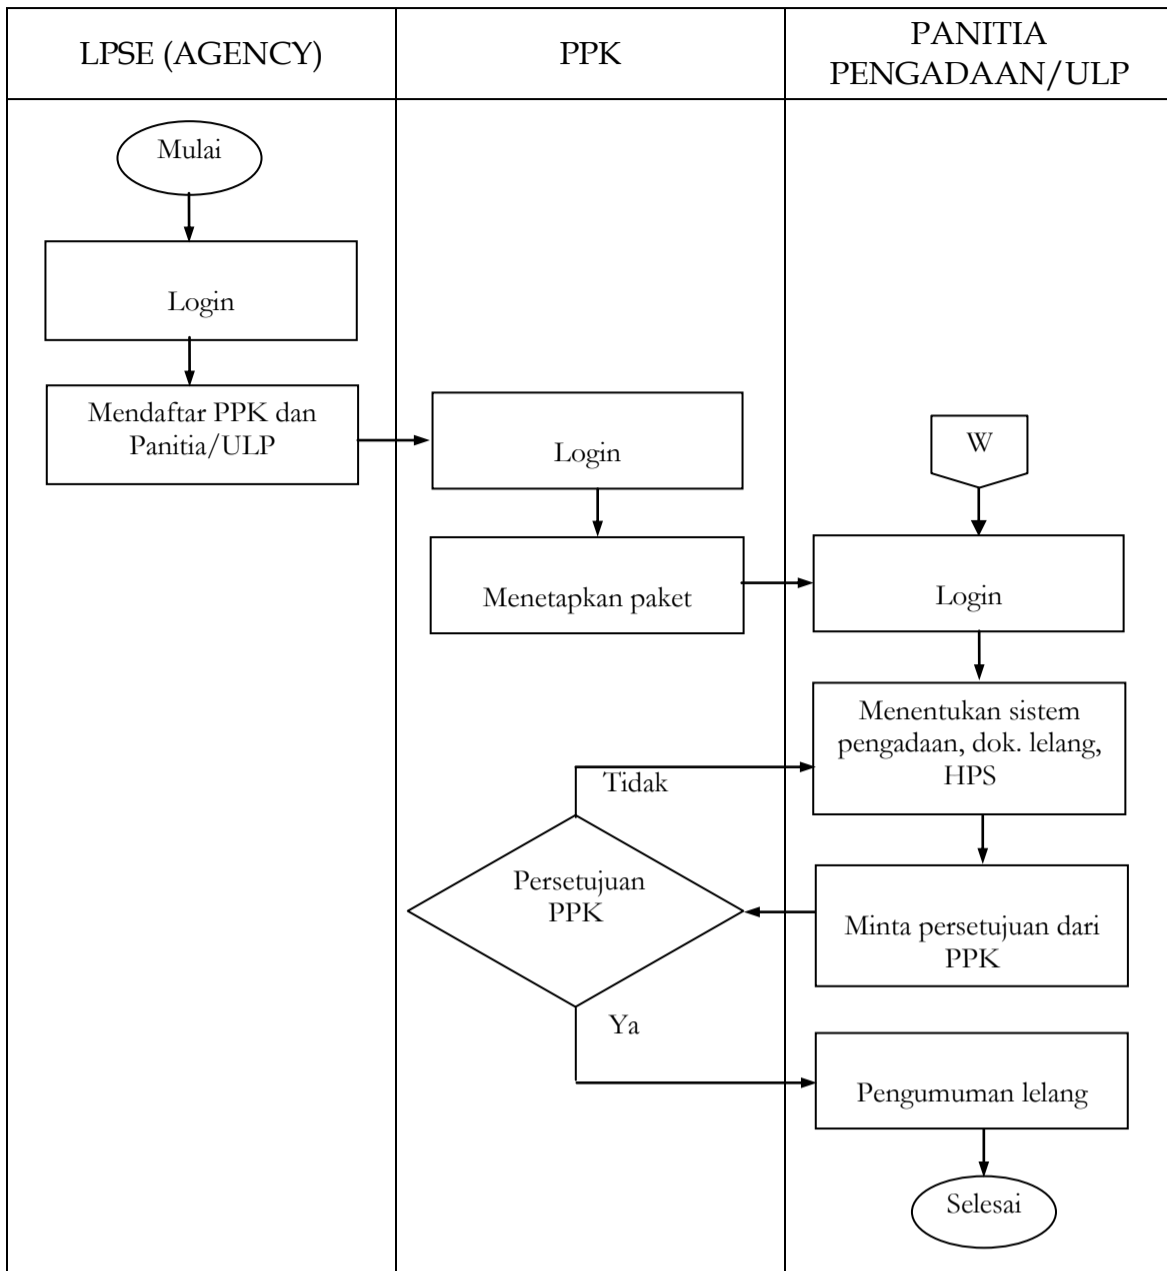 LPSE (AGENCY)
PPK
PANITIA
PENGADAAN/ULP
Mulai
Login
Mendaftar PPK dan
Panitia/ULP
Login
Menetapkan paket
W
Login
Menentukan sistem
pengadaan, dok. lelang,
HPS
Tidak
Persetujuan
PPK
Minta persetujuan dari
PPK
Ya
Pengumuman lelang
Selesai